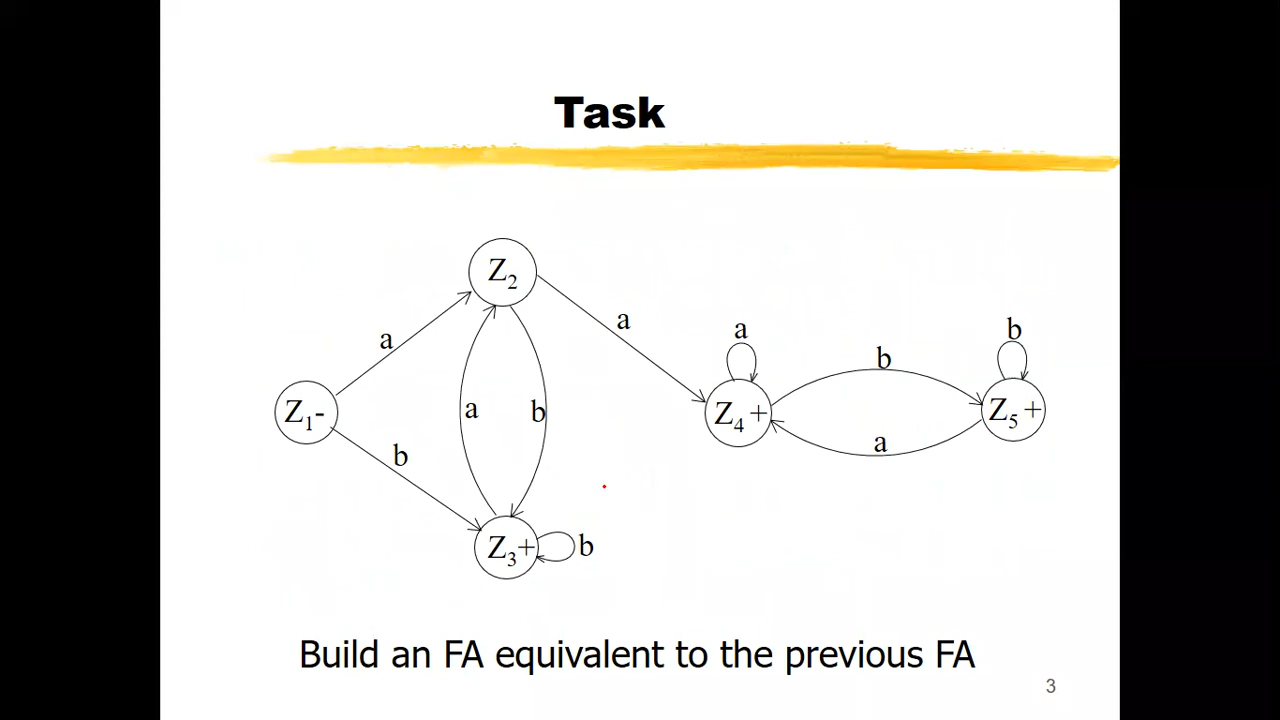 Task
Z2
a
a
b
a
b
Z1-
a
b
Z4+
b
a
Z5+
b
Z3+
b
Build an FA equivalent to the previous FA
3